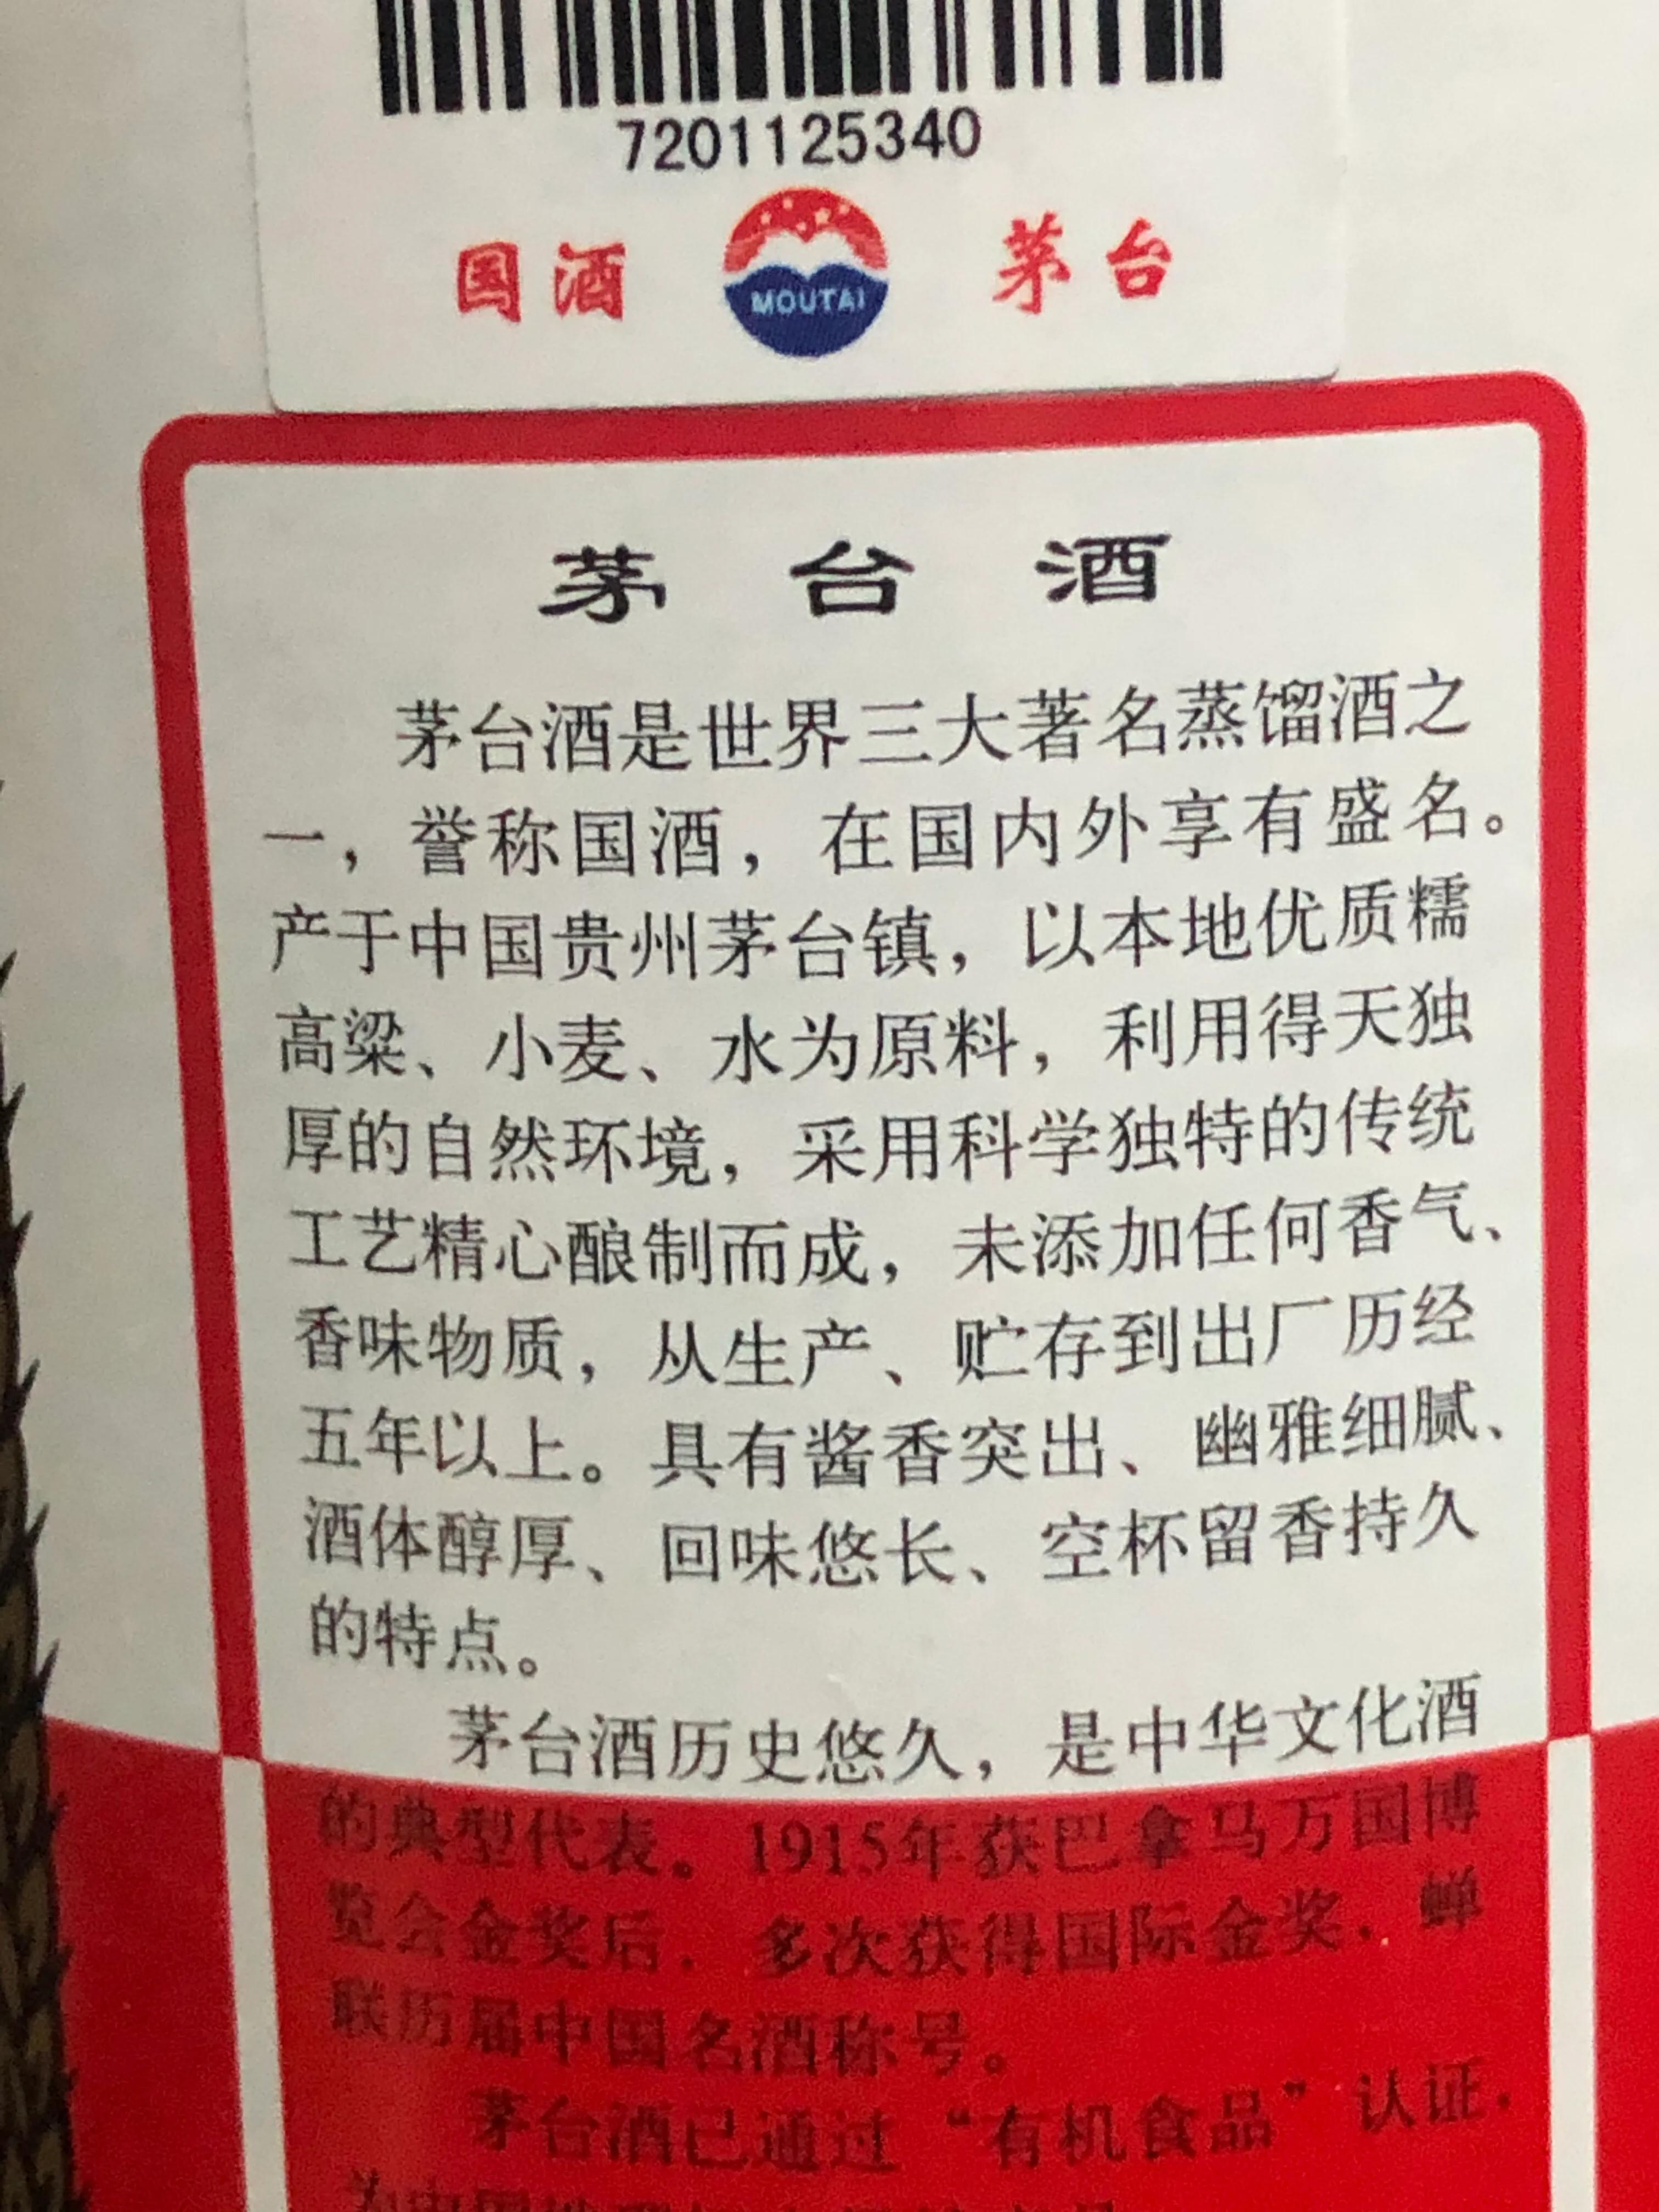 7201125340
国酒 MOUTAI 茅台
茅台酒
茅台酒是世界三大著名蒸馏酒之
一，誉称国酒，在国内外享有盛名。
产于中国贵州茅台镇，以本地优质糯
高粱、小麦、水为原料，利用得天独
厚的自然环境，采用科学独特的传统
工艺精心酿制而成，未添加任何香气、
香味物质，从生产、贮存到出厂历经
五年以上。具有酱香突出、幽雅细腻、
酒体醇厚、回味悠长、空杯留香持久
的特点。
茅台酒历史悠久，是中华文化酒
的典型代表。1915年获巴拿马万国博
览会金奖后，多次获得国际金奖，蝉
联历届中国名酒称号。
茅台酒已通过“有机食品”认证，
为中国